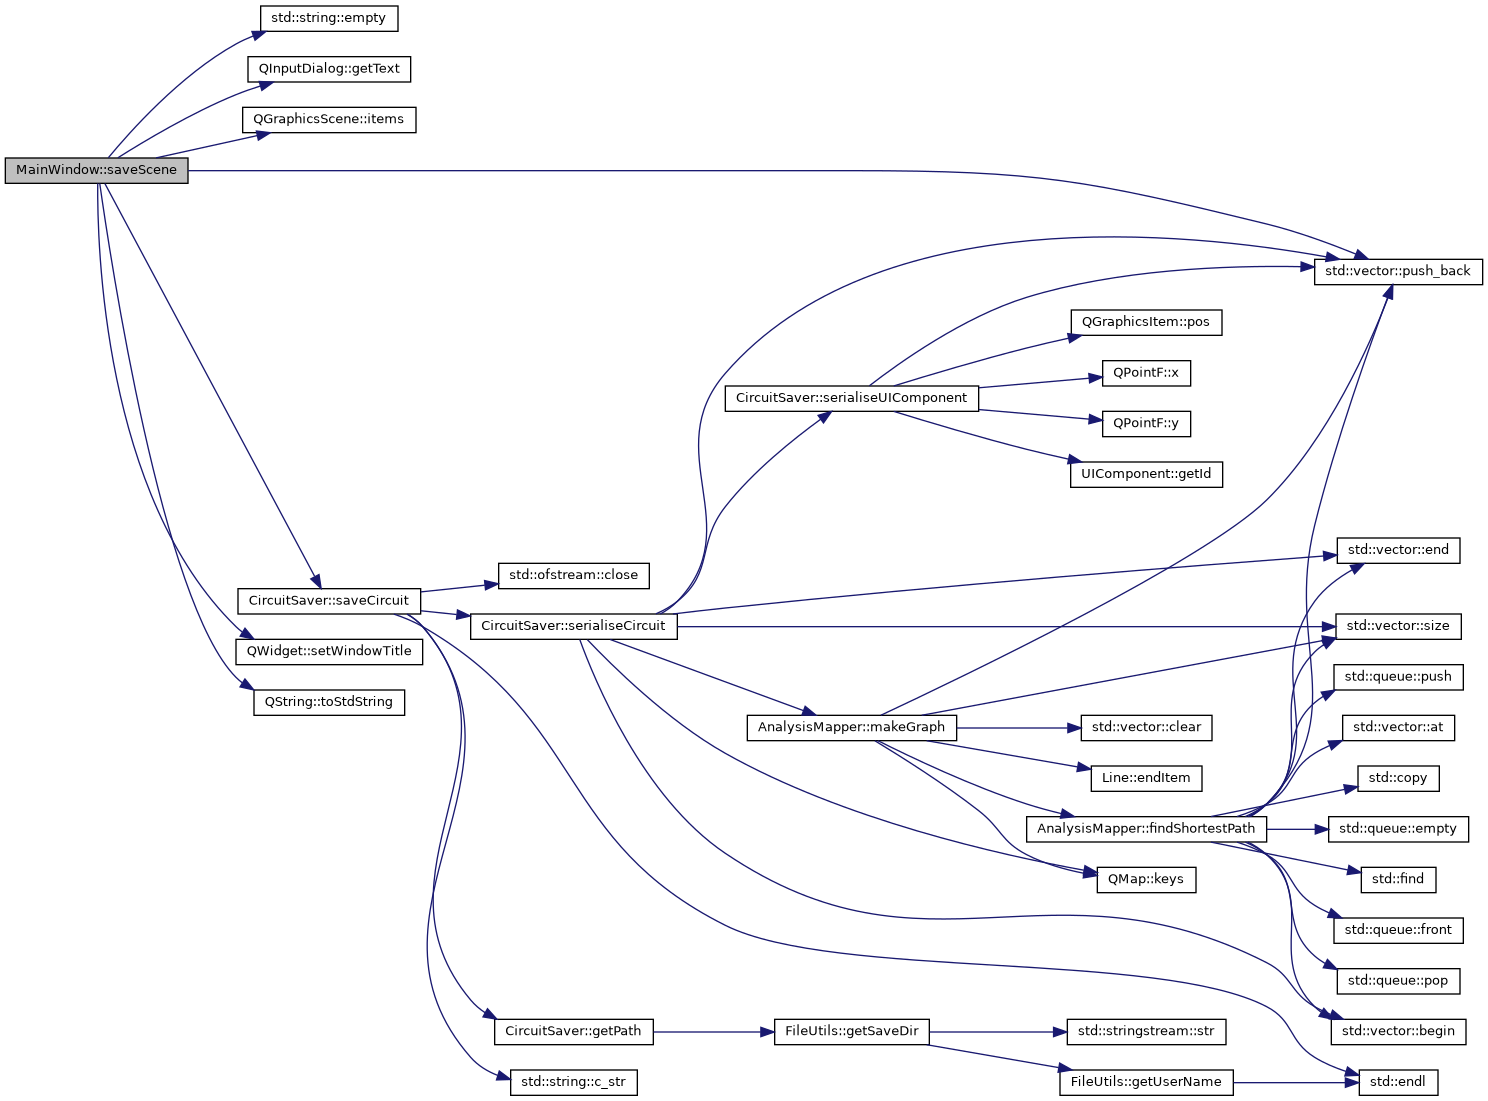 std::string::empty
QInputDialog::getText
QGraphicsScene::items
MainWindow::saveScene
std::vector::push_back
QGraphicsItem::pos
QPointF::x
CircuitSaver::serialiseUIComponent
QPointF::y
UIComponent::getId
std::vector::end
std::ofstream::close
CircuitSaver::saveCircuit
CircuitSaver::serialiseCircuit
std::vector::size
QWidget::setWindowTitle
std::queue::push
QString::toStdString
AnalysisMapper::makeGraph
std::vector::clear
std::vector::at
Line::endItem
std::copy
AnalysisMapper::findShortestPath
std::queue::empty
QMap::keys
std::find
std::queue::front
std::queue::pop
CircuitSaver::getPath
FileUtils::getSaveDir
std::stringstream::str
std::vector::begin
std::string::c_str
FileUtils::getUserName
std::endl